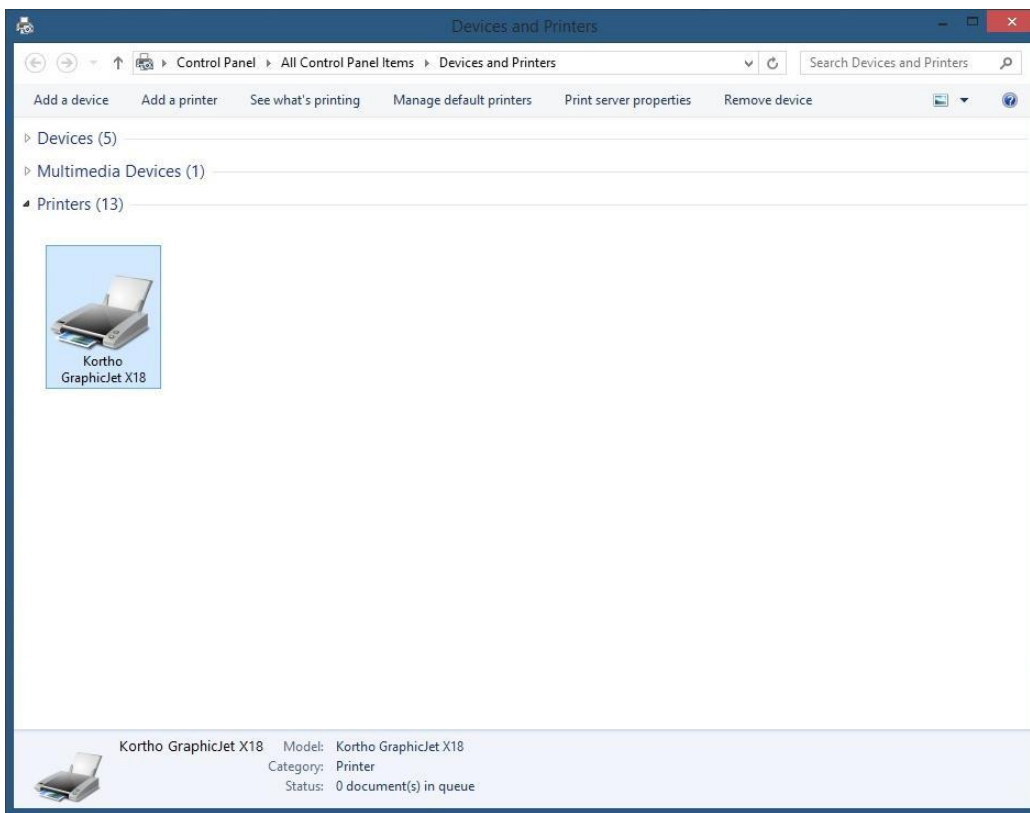 Devices and Printers
Control Panel All Control Panel Items Devices and Printers Search Devices and Printers
Add a device Add a printer See what's printing Manage default printers Print server properties Remove device
Devices (5)
Multimedia Devices (1)
Printers (13)
Kortho
GraphicJet X18
Kortho GraphicJet X18 Model: Kortho GraphicJet X18
Category: Printer
Status: 0 document(s) in queue